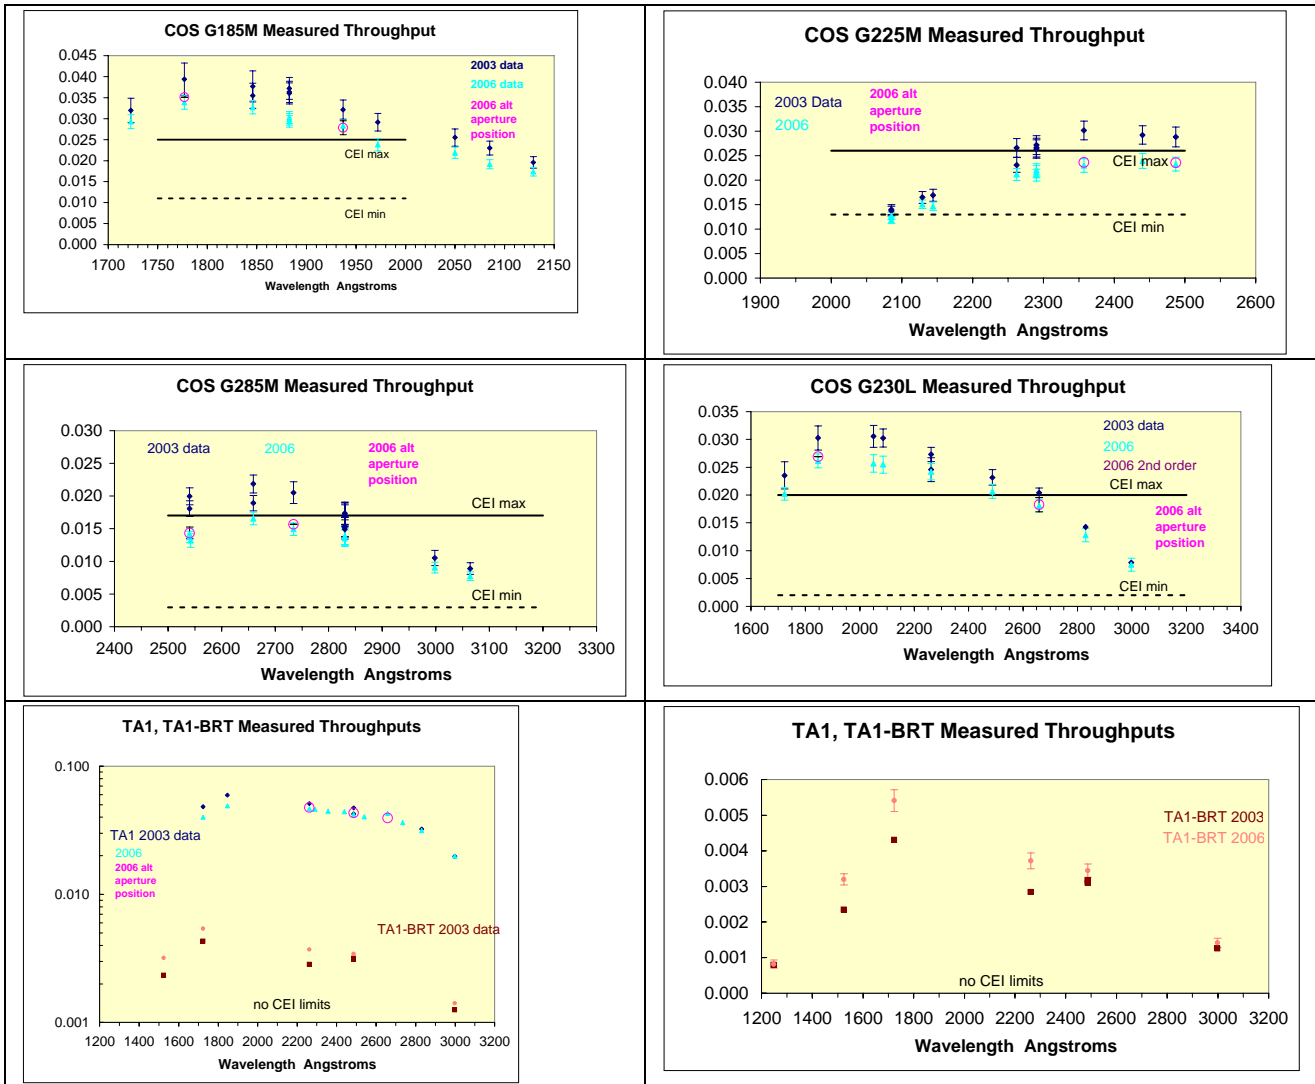 COS G185M Measured Throughput
0.045
0.040
0.035
0.030
0.025
0.020
0.015
0.010
0.005
0.000
2003 data
2006 data
2006 alt
aperture
position
CEI max
CEI min
1700 1750 1800 1850 1900 1950 2000 2050 2100 2150
Wavelength Angstroms
COS G225M Measured Throughput
0.040
0.035
0.030
0.025
0.020
0.015
0.010
0.005
0.000
2003 Data
2006
2006 alt
aperture
position
CEI max
CEI min
1900 2000 2100 2200 2300 2400 2500 2600
Wavelength Angstroms
COS G285M Measured Throughput
0.030
0.025
0.020
0.015
0.010
0.005
0.000
2003 data
2006
2006 alt
aperture
position
CEI max
CEI min
2400 2500 2600 2700 2800 2900 3000 3100 3200 3300
Wavelength Angstroms
COS G230L Measured Throughput
0.035
0.030
0.025
0.020
0.015
0.010
0.005
0.000
2003 data
2006
2006 2nd order
CEI max
2006 alt
aperture
position
CEI min
1600 1800 2000 2200 2400 2600 2800 3000 3200 3400
Wavelength Angstroms
TA1, TA1-BRT Measured Throughputs
0.100
0.010
0.001
TA1 2003 data
2006
2006 alt
aperture
position
TA1-BRT 2003 data
no CEI limits
1200 1400 1600 1800 2000 2200 2400 2600 2800 3000 3200
Wavelength Angstroms
TA1, TA1-BRT Measured Throughputs
0.006
0.005
0.004
0.003
0.002
0.001
0.000
TA1-BRT 2003
TA1-BRT 2006
no CEI limits
1200 1400 1600 1800 2000 2200 2400 2600 2800 3000 3200
Wavelength Angstroms